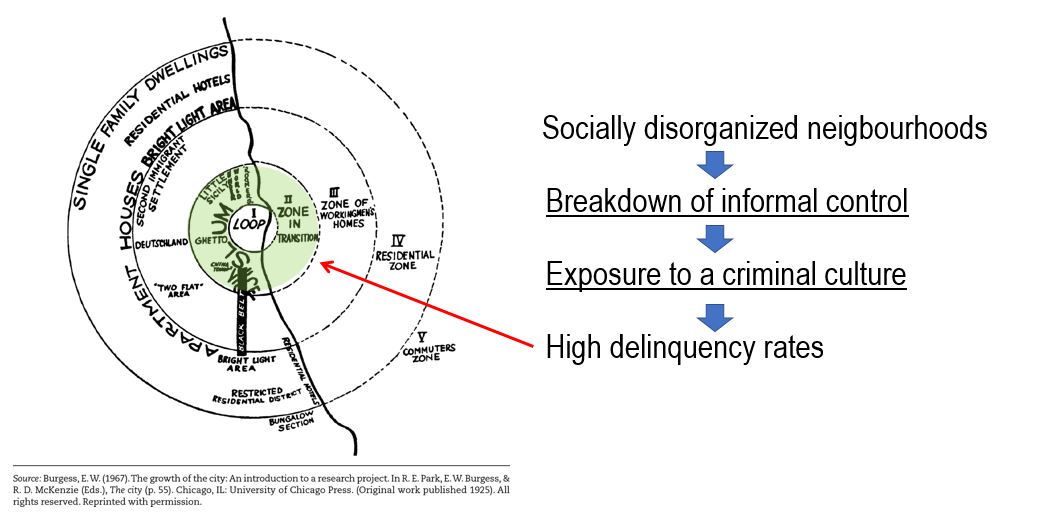 SINGLE FAMILY DWELLINGS
RESIDENTIAL HOTELS
BRIGHT LIGHT AREA
SECOND IMMIGRANT
SETTLEMENT
APARTMENT HOUSES
LITTLE
SICILY
I
LOOP
II
ZONE
IN
TRANSITION
III
ZONE OF
WORKINGMEN'S
HOMES
IV
RESIDENTIAL
ZONE
V
COMMUTERS
ZONE
DEUTSCHLAND
GHETTO
SLUM
CHINA
TOWN
VICE
"TWO FLAT"
AREA
BLACK BELT
BRIGHT LIGHT
AREA
RESIDENTIAL HOTELS
RESTRICTED
RESIDENTIAL DISTRICT
BUNGALOW
SECTION
Socially disorganized neigbourhoods
Breakdown of informal control
Exposure to a criminal culture
High delinquency rates
Source: Burgess, E. W. (1967). The growth of the city: An introduction to a research project. In R. E. Park, E. W. Burgess, &
R. D. McKenzie (Eds.), The city (p. 55). Chicago, IL: University of Chicago Press. (Original work published 1925). All
rights reserved. Reprinted with permission.